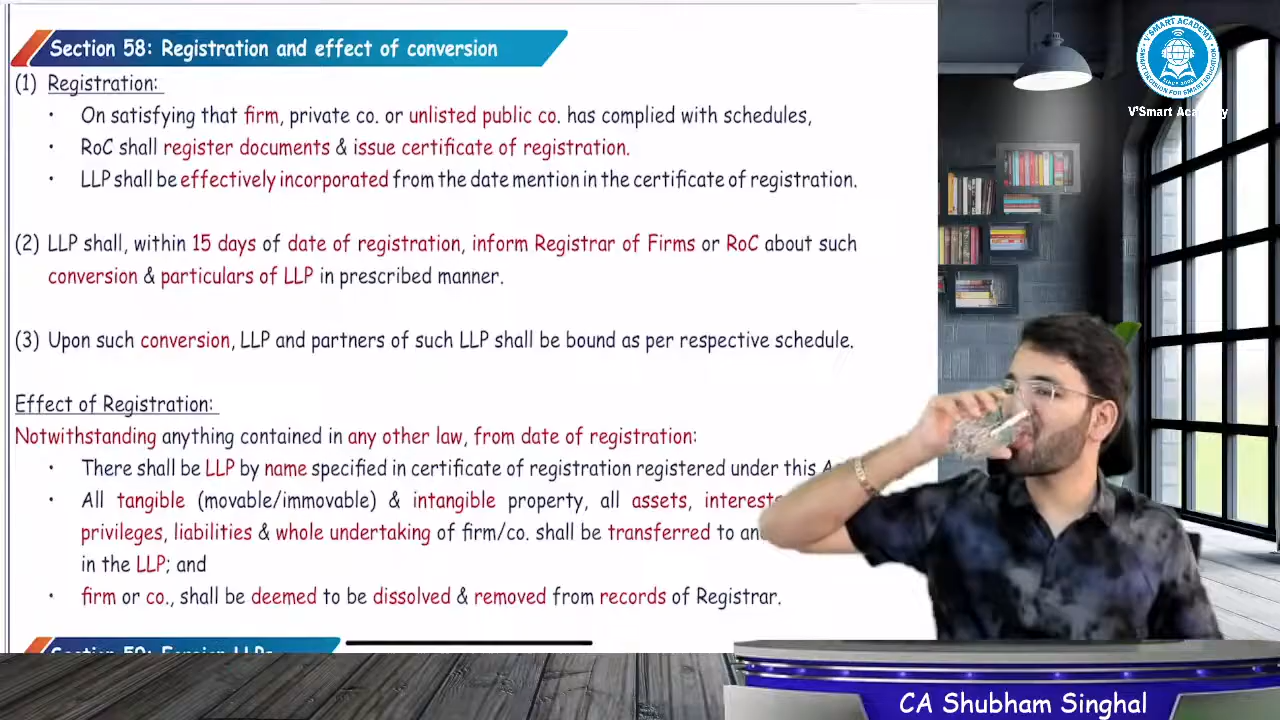 Section 58: Registration and effect of conversion
(1) Registration:
• On satisfying that firm, private co. or unlisted public co. has complied with schedules,
• RoC shall register documents & issue certificate of registration.
• LLP shall be effectively incorporated from the date mention in the certificate of registration.
(2) LLP shall, within 15 days of date of registration, inform Registrar of Firms or RoC about such
conversion & particulars of LLP in prescribed manner.
(3) Upon such conversion, LLP and partners of such LLP shall be bound as per respective schedule.
Effect of Registration:
Notwithstanding anything contained in any other law, from date of registration:
• There shall be LLP by name specified in certificate of registration registered under this
• All tangible (movable/immovable) & intangible property, all assets, interests
privileges, liabilities & whole undertaking of firm/co. shall be transferred to
in the LLP; and
• firm or co., shall be deemed to be dissolved & removed from records of Registrar.
V'SMART ACADEMY
SMART DECISION FOR SMART EDUCATION
V'Smart Academy
CA Shubham Singhal